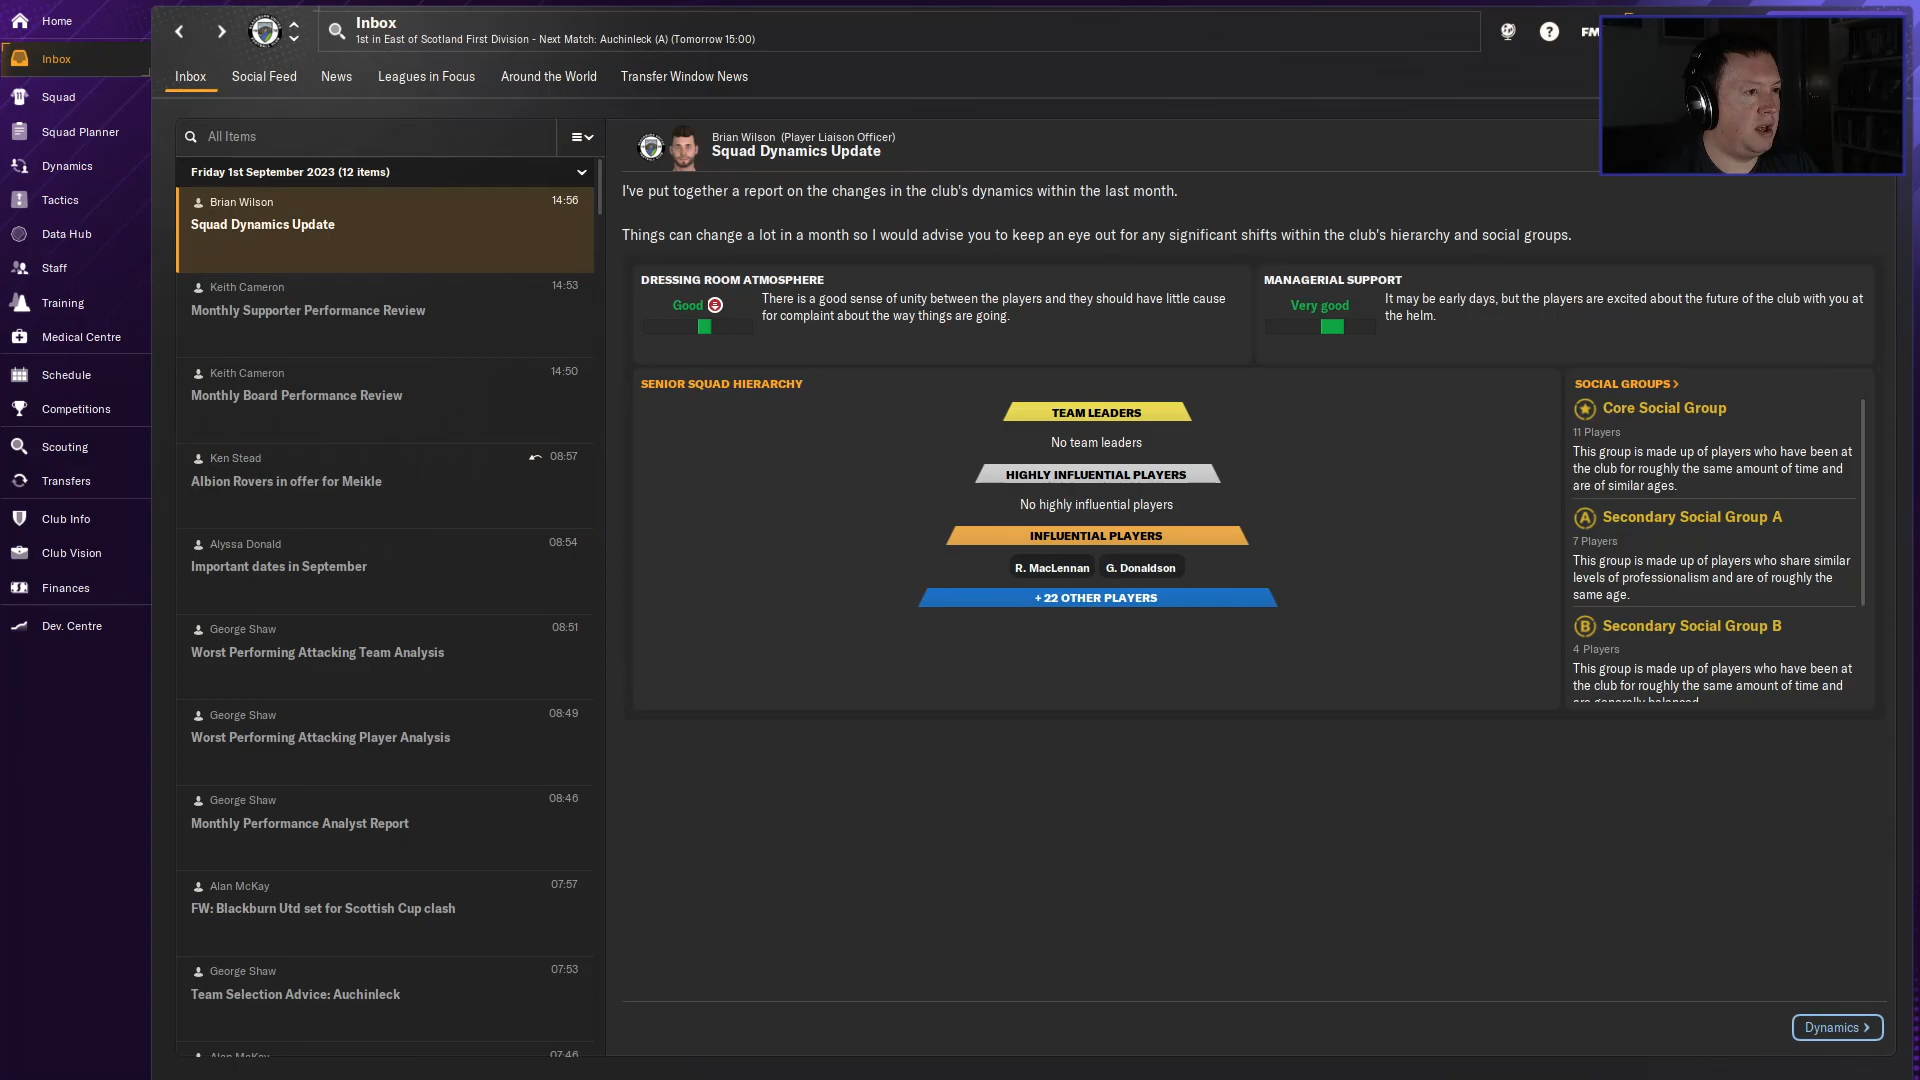 Home
Inbox
Squad
Squad Planner
Dynamics
Tactics
Data Hub
Staff
Training
Medical Centre
Schedule
Competitions
Scouting
Transfers
Club Info
Club Vision
Finances
Dev. Centre
Inbox
1st in East of Scotland First Division - Next Match: Auchinleck (A) (Tomorrow 15:00)
FM
Inbox Social Feed News Leagues in Focus Around the World Transfer Window News
All Items
Friday 1st September 2023 (12 items)
Brian Wilson 14:56
Squad Dynamics Update
Keith Cameron 14:53
Monthly Supporter Performance Review
Keith Cameron 14:50
Monthly Board Performance Review
Ken Stead 08:57
Albion Rovers in offer for Meikle
Alyssa Donald 08:54
Important dates in September
George Shaw 08:51
Worst Performing Attacking Team Analysis
George Shaw 08:49
Worst Performing Attacking Player Analysis
George Shaw 08:46
Monthly Performance Analyst Report
Alan McKay 07:57
FW: Blackburn Utd set for Scottish Cup clash
George Shaw 07:53
Team Selection Advice: Auchinleck
Alan McKay 07:46
Brian Wilson (Player Liaison Officer)
Squad Dynamics Update
I've put together a report on the changes in the club's dynamics within the last month.
Things can change a lot in a month so I would advise you to keep an eye out for any significant shifts within the club's hierarchy and social groups.
DRESSING ROOM ATMOSPHERE
Good
There is a good sense of unity between the players and they should have little cause
for complaint about the way things are going.
MANAGERIAL SUPPORT
Very good
It may be early days, but the players are excited about the future of the club with you at
the helm.
SENIOR SQUAD HIERARCHY
TEAM LEADERS
No team leaders
HIGHLY INFLUENTIAL PLAYERS
No highly influential players
INFLUENTIAL PLAYERS
R. MacLennan G. Donaldson
+ 22 OTHER PLAYERS
SOCIAL GROUPS >
Core Social Group
11 Players
This group is made up of players who have been at
the club for roughly the same amount of time and
are of similar ages.
A Secondary Social Group A
7 Players
This group is made up of players who share similar
levels of professionalism and are of roughly the
same age.
B Secondary Social Group B
4 Players
This group is made up of players who have been at
the club for roughly the same amount of time and
are generally balanced.
Dynamics >